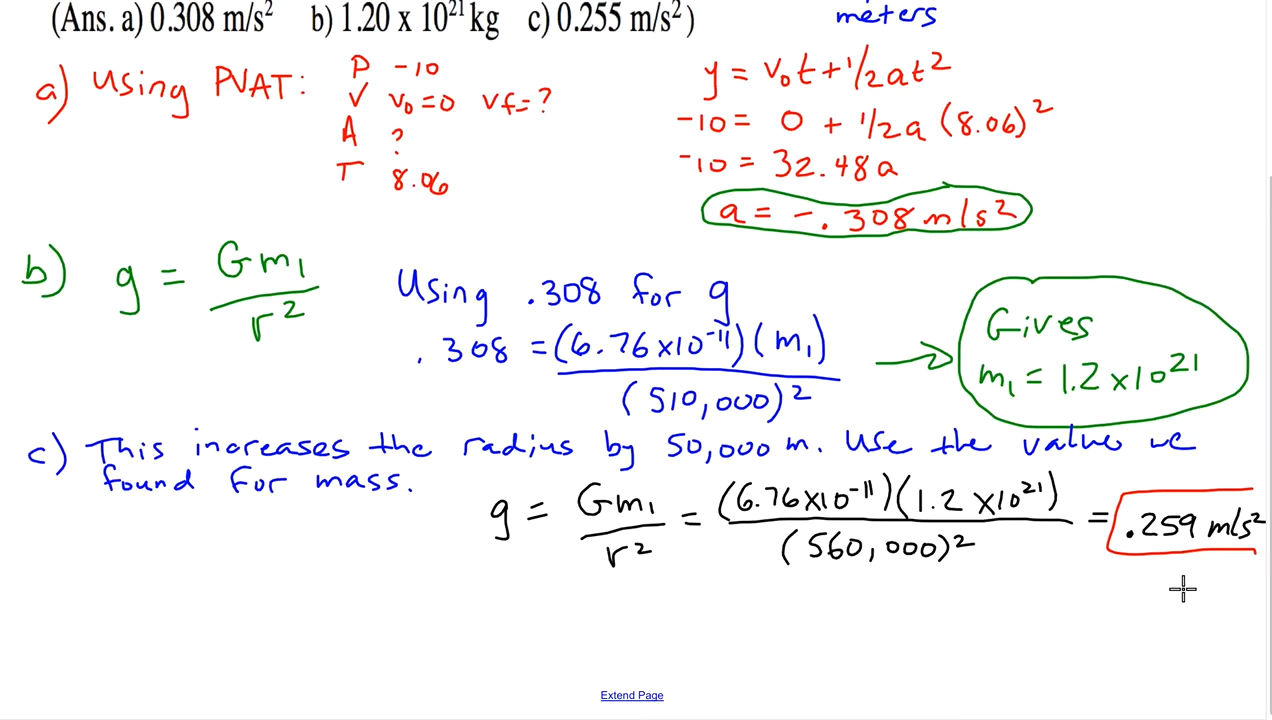 (Ans. a) 0.308 m/s² b) 1.20 x 10²¹ kg c) 0.255 m/s²)
meters
a) Using PVAT:
P -10
V v₀=0 vf=?
A ?
T 8.06
y = v₀t+1/2at²
-10 = 0 + 1/2a (8.06)²
-10 = 32.48a
a = -.308 m/s²
b) g = Gm₁/r²
Using .308 for g
.308 = (6.76x10⁻¹¹)(m₁)
(510,000)²
Gives
m₁ = 1.2x10²¹
c) This increases the radius by 50,000 m. Use the value we
found for mass.
g = Gm₁/r² = (6.76x10⁻¹¹)(1.2x10²¹)/(560,000)² = .259 m/s²
Extend Page